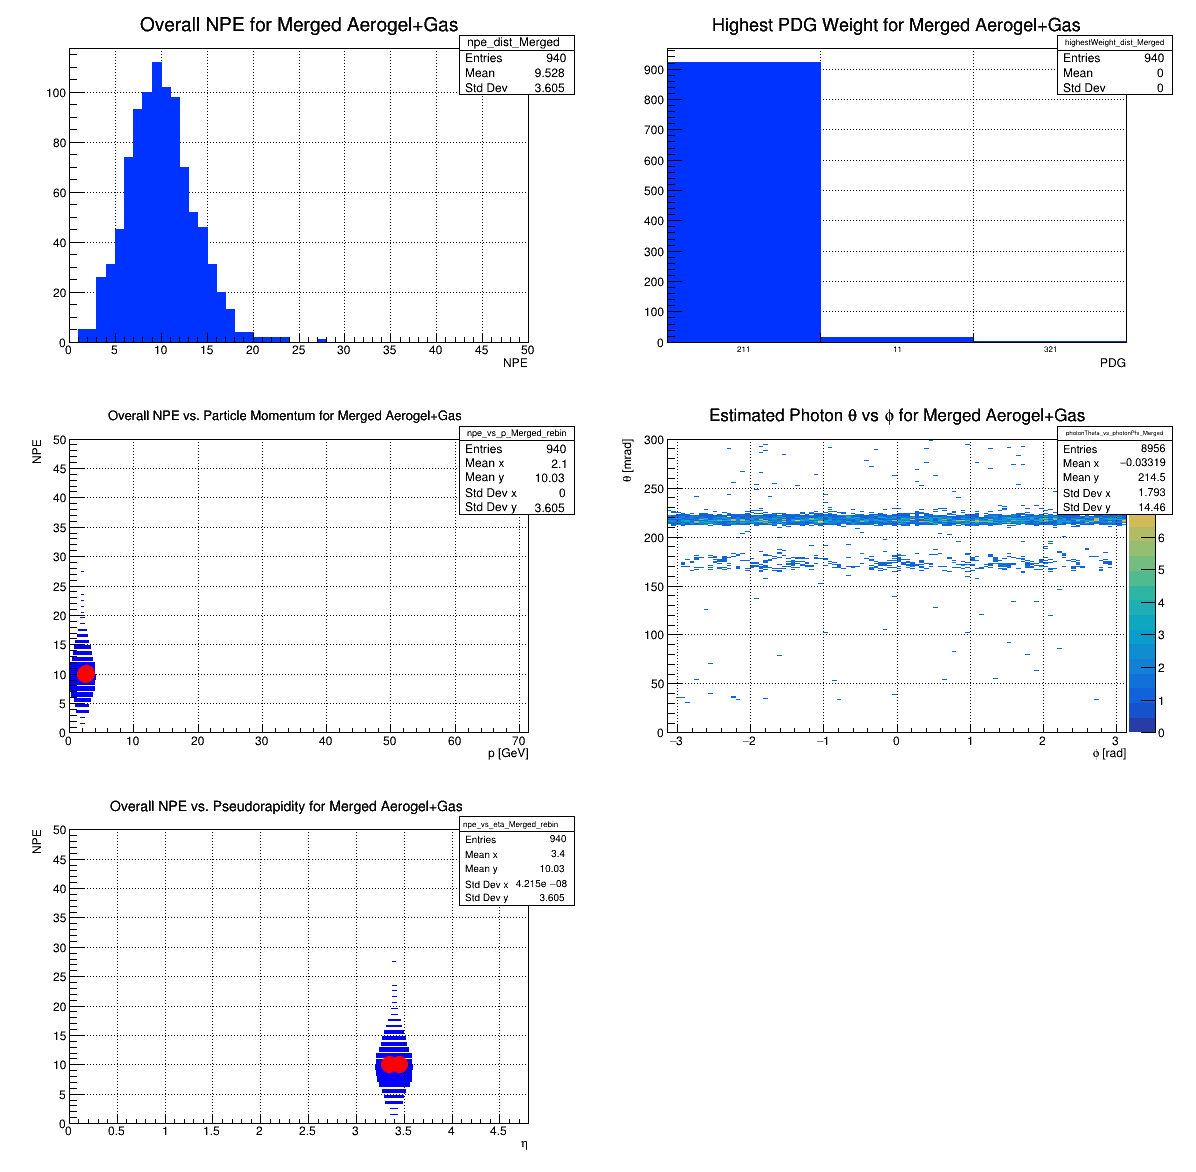 Overall NPE for Merged Aerogel+Gas
npe_dist_Merged
Entries 940
Mean 9.528
Std Dev 3.605
100
80
60
40
20
0
0 5 10 15 20 25 30 35 40 45 50
NPE
Highest PDG Weight for Merged Aerogel+Gas
highestWeight_dist_Merged
Entries 940
Mean 0
Std Dev 0
900
800
700
600
500
400
300
200
100
0
211 11 321
PDG
Overall NPE vs. Particle Momentum for Merged Aerogel+Gas
npe_vs_p_Merged_rebin
Entries 940
Mean x 2.1
Mean y 10.03
Std Dev x 0
Std Dev y 3.605
NPE
50
45
40
35
30
25
20
15
10
5
0
0 10 20 30 40 50 60 70
p [GeV]
Estimated Photon θ vs ϕ for Merged Aerogel+Gas
photonTheta_vs_photonPhi_Merged
Entries 8956
Mean x −0.03319
Mean y 214.5
Std Dev x 1.793
Std Dev y 14.46
θ [mrad]
300
250
200
150
100
50
0
−3 −2 −1 0 1 2 3
ϕ [rad]
6
5
4
3
2
1
0
Overall NPE vs. Pseudorapidity for Merged Aerogel+Gas
npe_vs_eta_Merged_rebin
Entries 940
Mean x 3.4
Mean y 10.03
Std Dev x 4.215e −08
Std Dev y 3.605
NPE
50
45
40
35
30
25
20
15
10
5
0
0 0.5 1 1.5 2 2.5 3 3.5 4 4.5
η